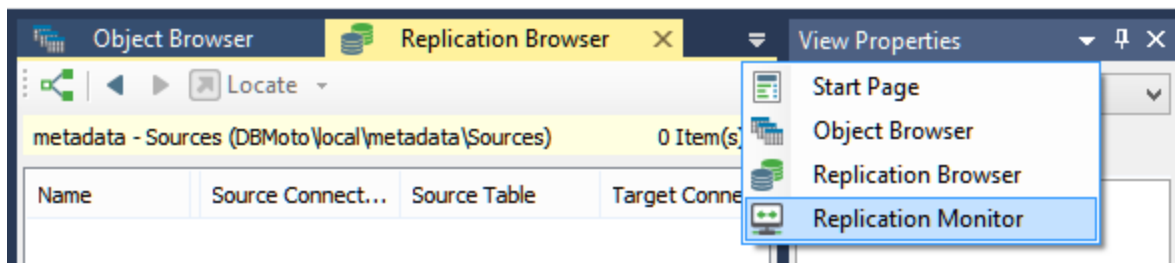 Object Browser
Replication Browser
View Properties
Locate
metadata - Sources (DBMoto\local\metadata\Sources)
0 Item(s)
Name
Source Connect...
Source Table
Target Conne
Start Page
Object Browser
Replication Browser
Replication Monitor